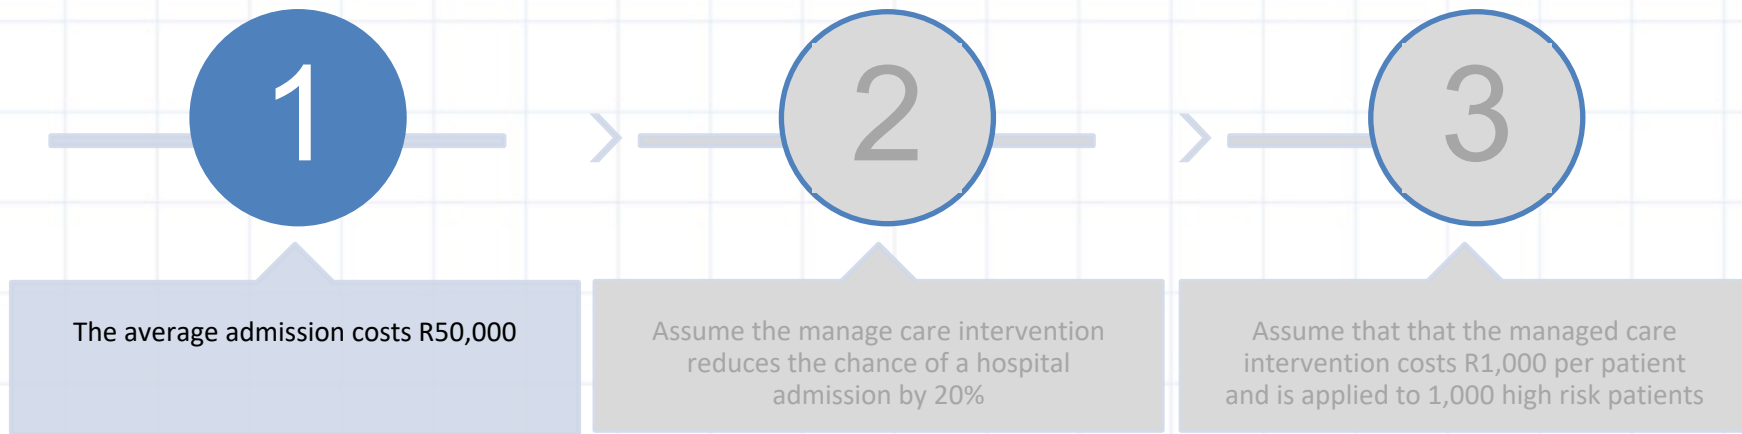 1
The average admission costs R50,000
2
Assume the manage care intervention
reduces the chance of a hospital
admission by 20%
3
Assume that that the managed care
intervention costs R1,000 per patient
and is applied to 1,000 high risk patients